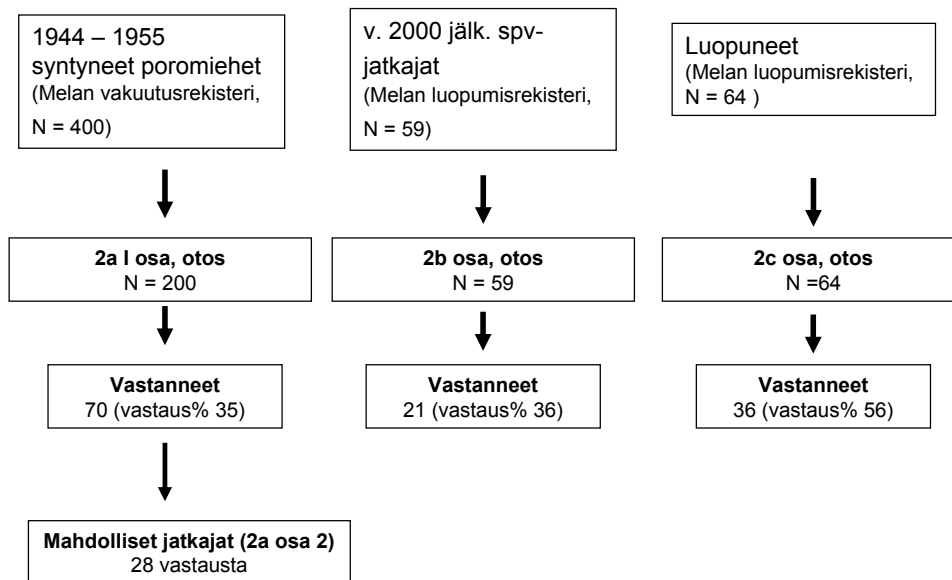 1944 – 1955
syntyneet poromiehet
(Melan vakuutusrekisteri,
N = 400)
v. 2000 jälk. spv-
jatkajat
(Melan luopumisrekisteri,
N = 59)
Luopuneet
(Melan luopumisrekisteri,
N = 64 )
2a I osa, otos
N = 200
2b osa, otos
N = 59
2c osa, otos
N =64
Vastanneet
70 (vastaus% 35)
Vastanneet
21 (vastaus% 36)
Vastanneet
36 (vastaus% 56)
Mahdolliset jatkajat (2a osa 2)
28 vastausta